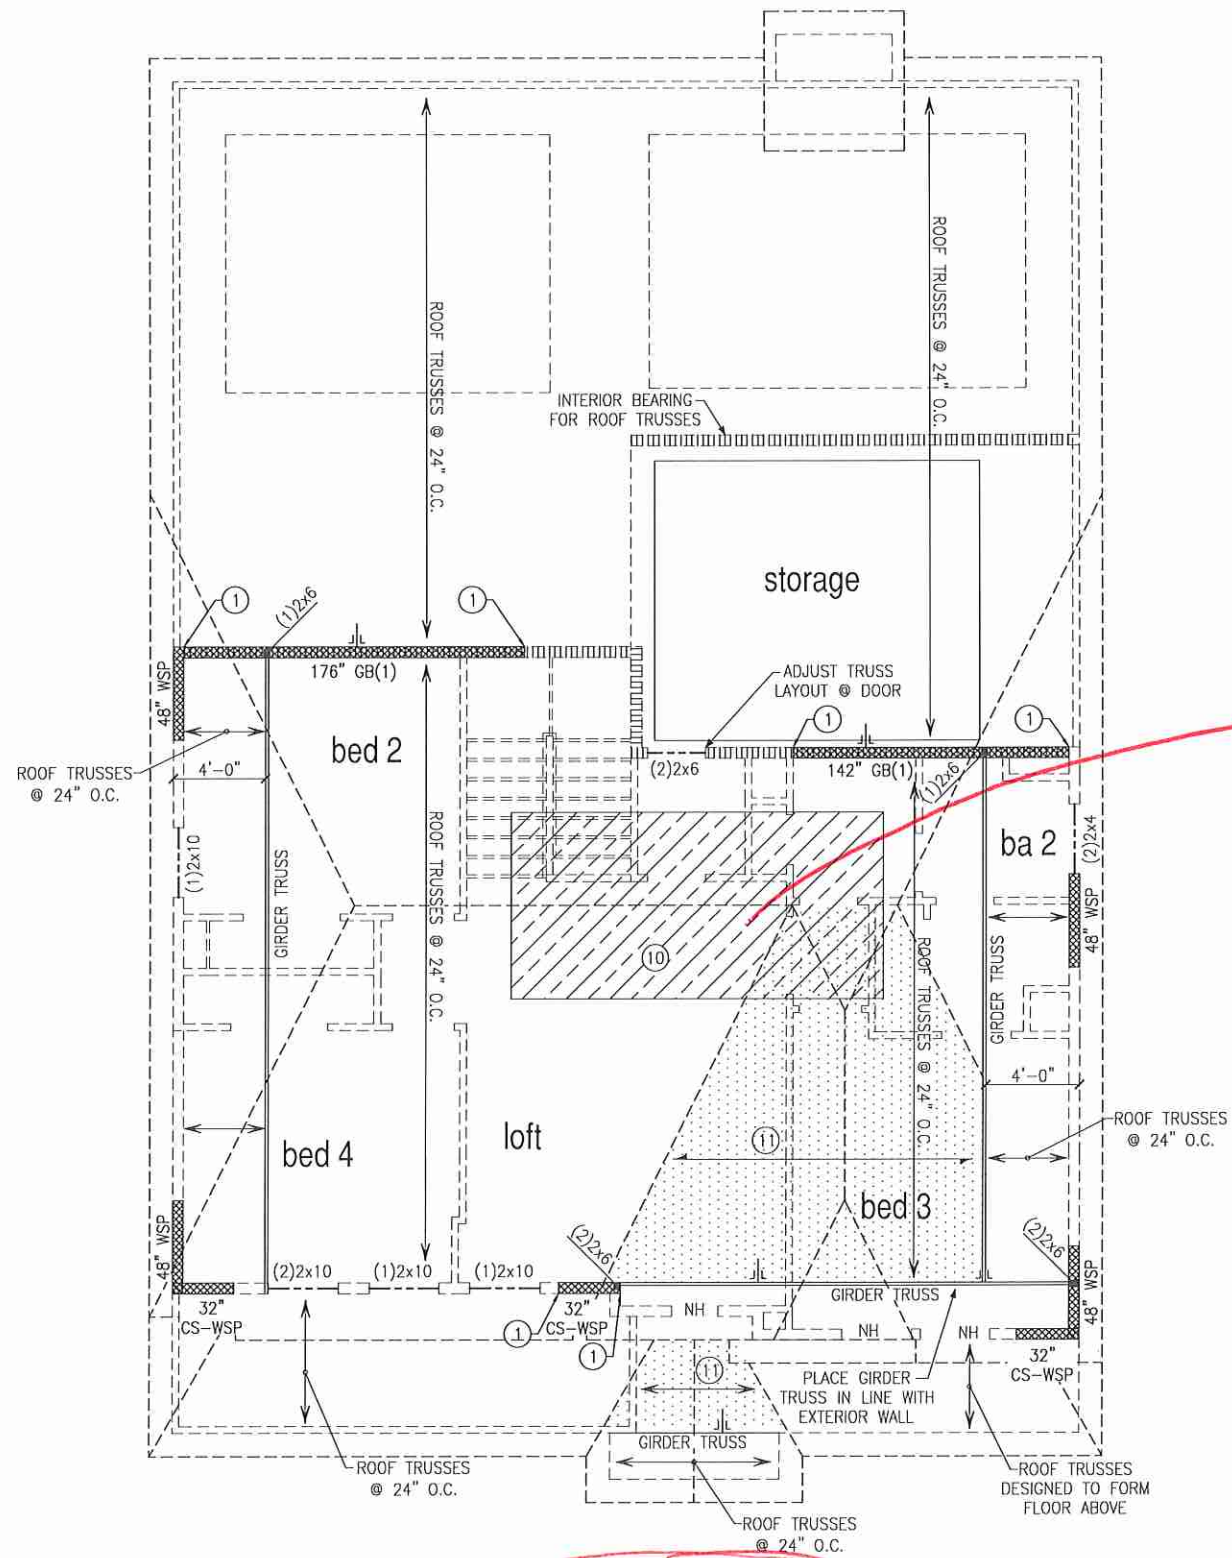 ROOF TRUSSES @ 24" O.C.
ROOF TRUSSES @ 24" O.C.
INTERIOR BEARING
FOR ROOF TRUSSES
storage
1
(1)2x6
1
176" GB(1)
48" WSP
ADJUST TRUSS
LAYOUT @ DOOR
1
1
bed 2
ROOF TRUSSES
@ 24" O.C.
4'-0"
(2)2x6
142" GB(1)
(1)2x6
ba 2
(2)2x4
(1)2x10
GIRDER TRUSS
ROOF TRUSSES @ 24" O.C.
10
ROOF TRUSSES @ 24" O.C.
GIRDER TRUSS
48" WSP
4'-0"
ROOF TRUSSES
@ 24" O.C.
loft
bed 4
11
bed 3
48" WSP
(2)2x10
(1)2x10
(1)2x10
(2)2x6
(2)2x6
GIRDER TRUSS
48" WSP
32"
CS-WSP
1
32"
CS-WSP
1
NH
NH
NH
32"
CS-WSP
11
PLACE GIRDER
TRUSS IN LINE WITH
EXTERIOR WALL
GIRDER TRUSS
ROOF TRUSSES
@ 24" O.C.
ROOF TRUSSES
DESIGNED TO FORM
FLOOR ABOVE
ROOF TRUSSES
@ 24" O.C.